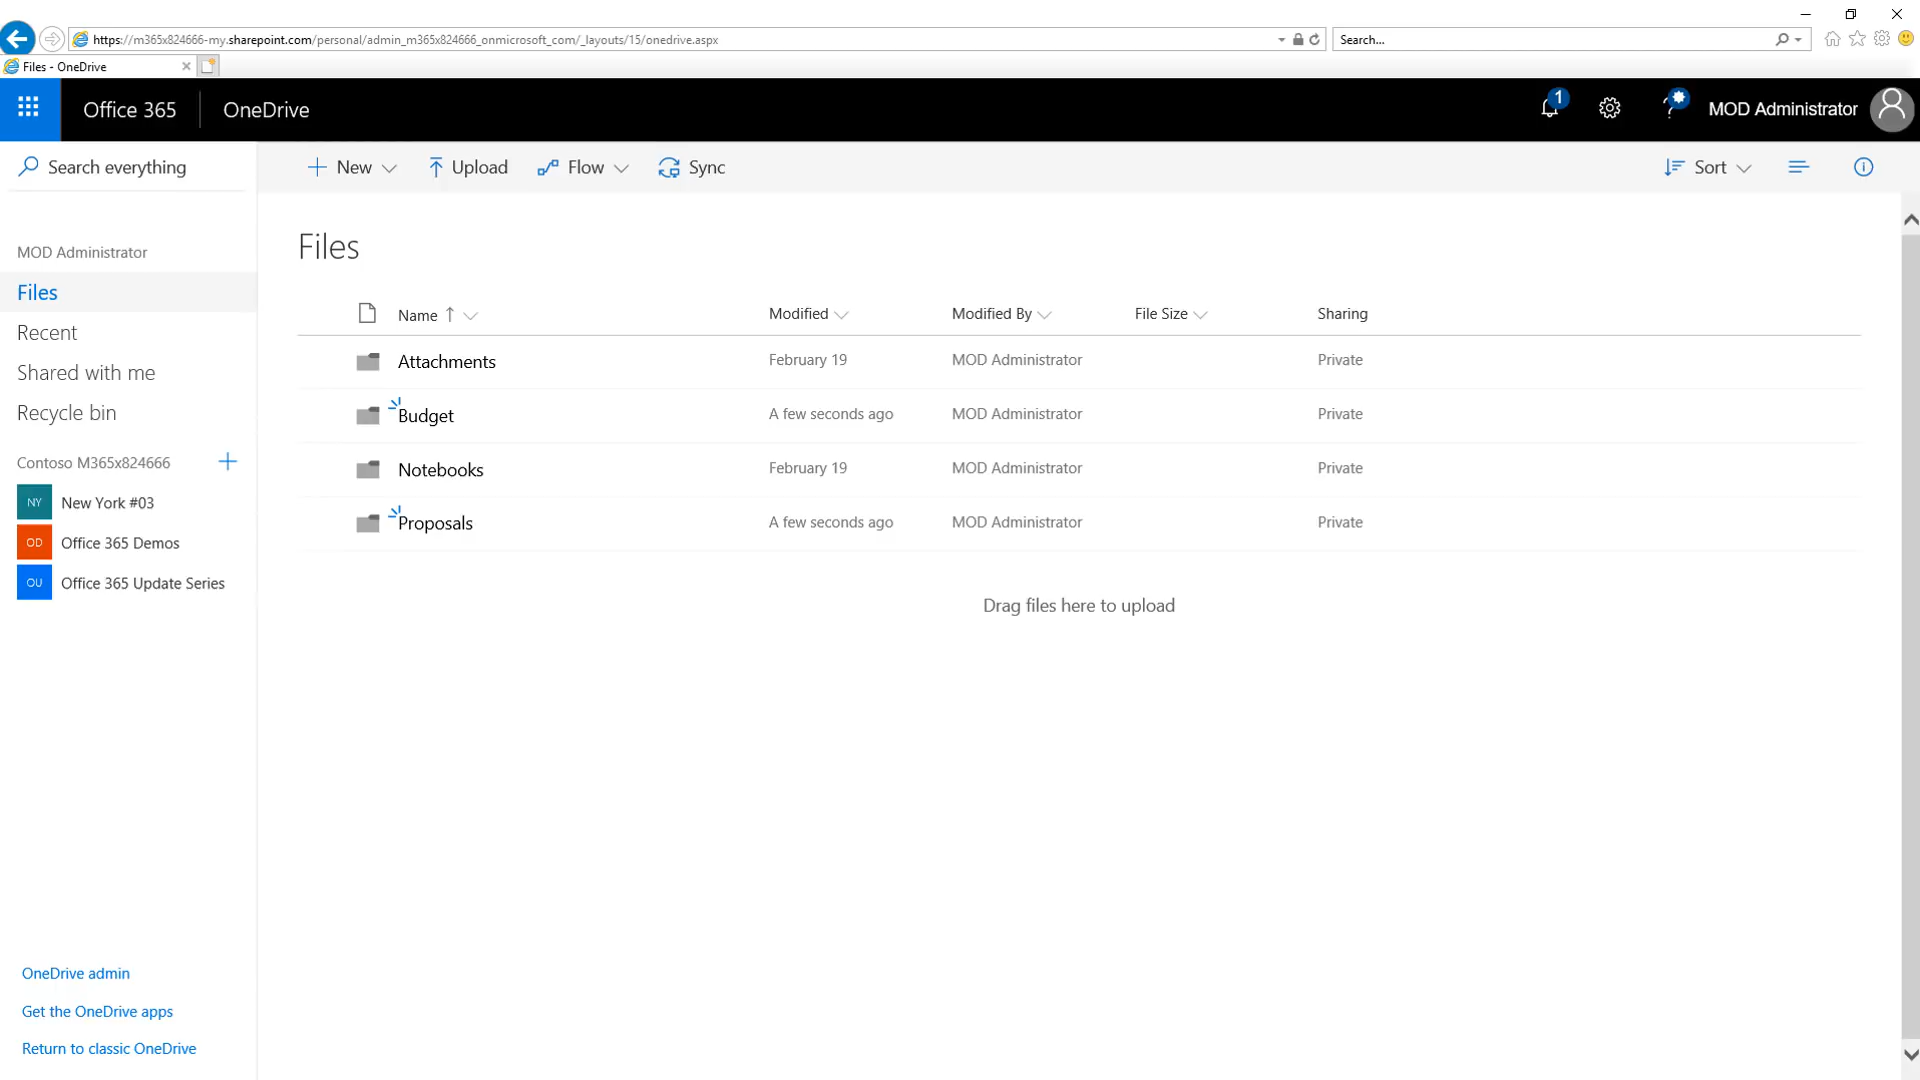 https://m365x824666-my.sharepoint.com/personal/admin_m365x824666_onmicrosoft_com/_layouts/15/onedrive.aspx
Search...
Files - OneDrive
Office 365
OneDrive
1
?
MOD Administrator
Search everything
New
Upload
Flow
Sync
Sort
MOD Administrator
Files
Recent
Shared with me
Recycle bin
Contoso M365x824666
NY New York #03
OD Office 365 Demos
OU Office 365 Update Series
OneDrive admin
Get the OneDrive apps
Return to classic OneDrive
Files
Name Modified Modified By File Size Sharing
Attachments February 19 MOD Administrator Private
Budget A few seconds ago MOD Administrator Private
Notebooks February 19 MOD Administrator Private
Proposals A few seconds ago MOD Administrator Private
Drag files here to upload